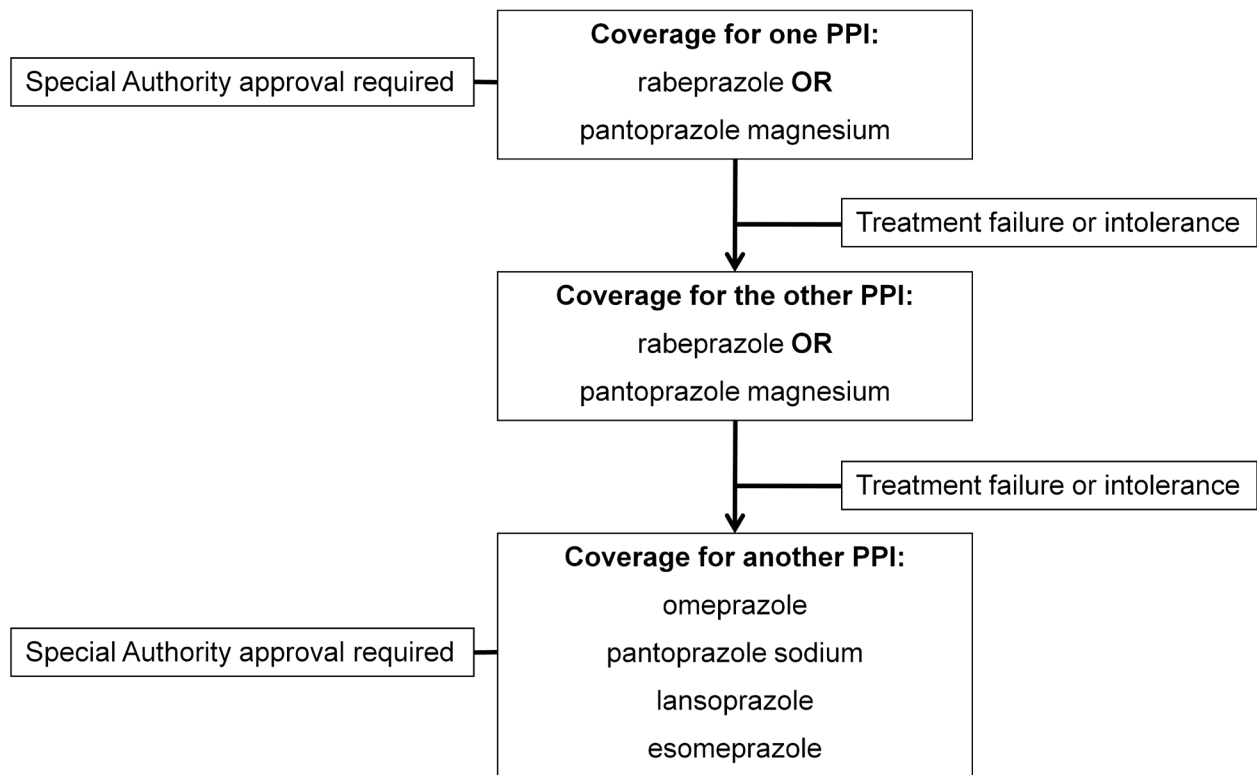 Coverage for one PPI:
Special Authority approval required
rabeprazole OR
pantoprazole magnesium
Treatment failure or intolerance
Coverage for the other PPI:
rabeprazole OR
pantoprazole magnesium
Treatment failure or intolerance
Coverage for another PPI:
omeprazole
Special Authority approval required
pantoprazole sodium
lansoprazole
esomeprazole